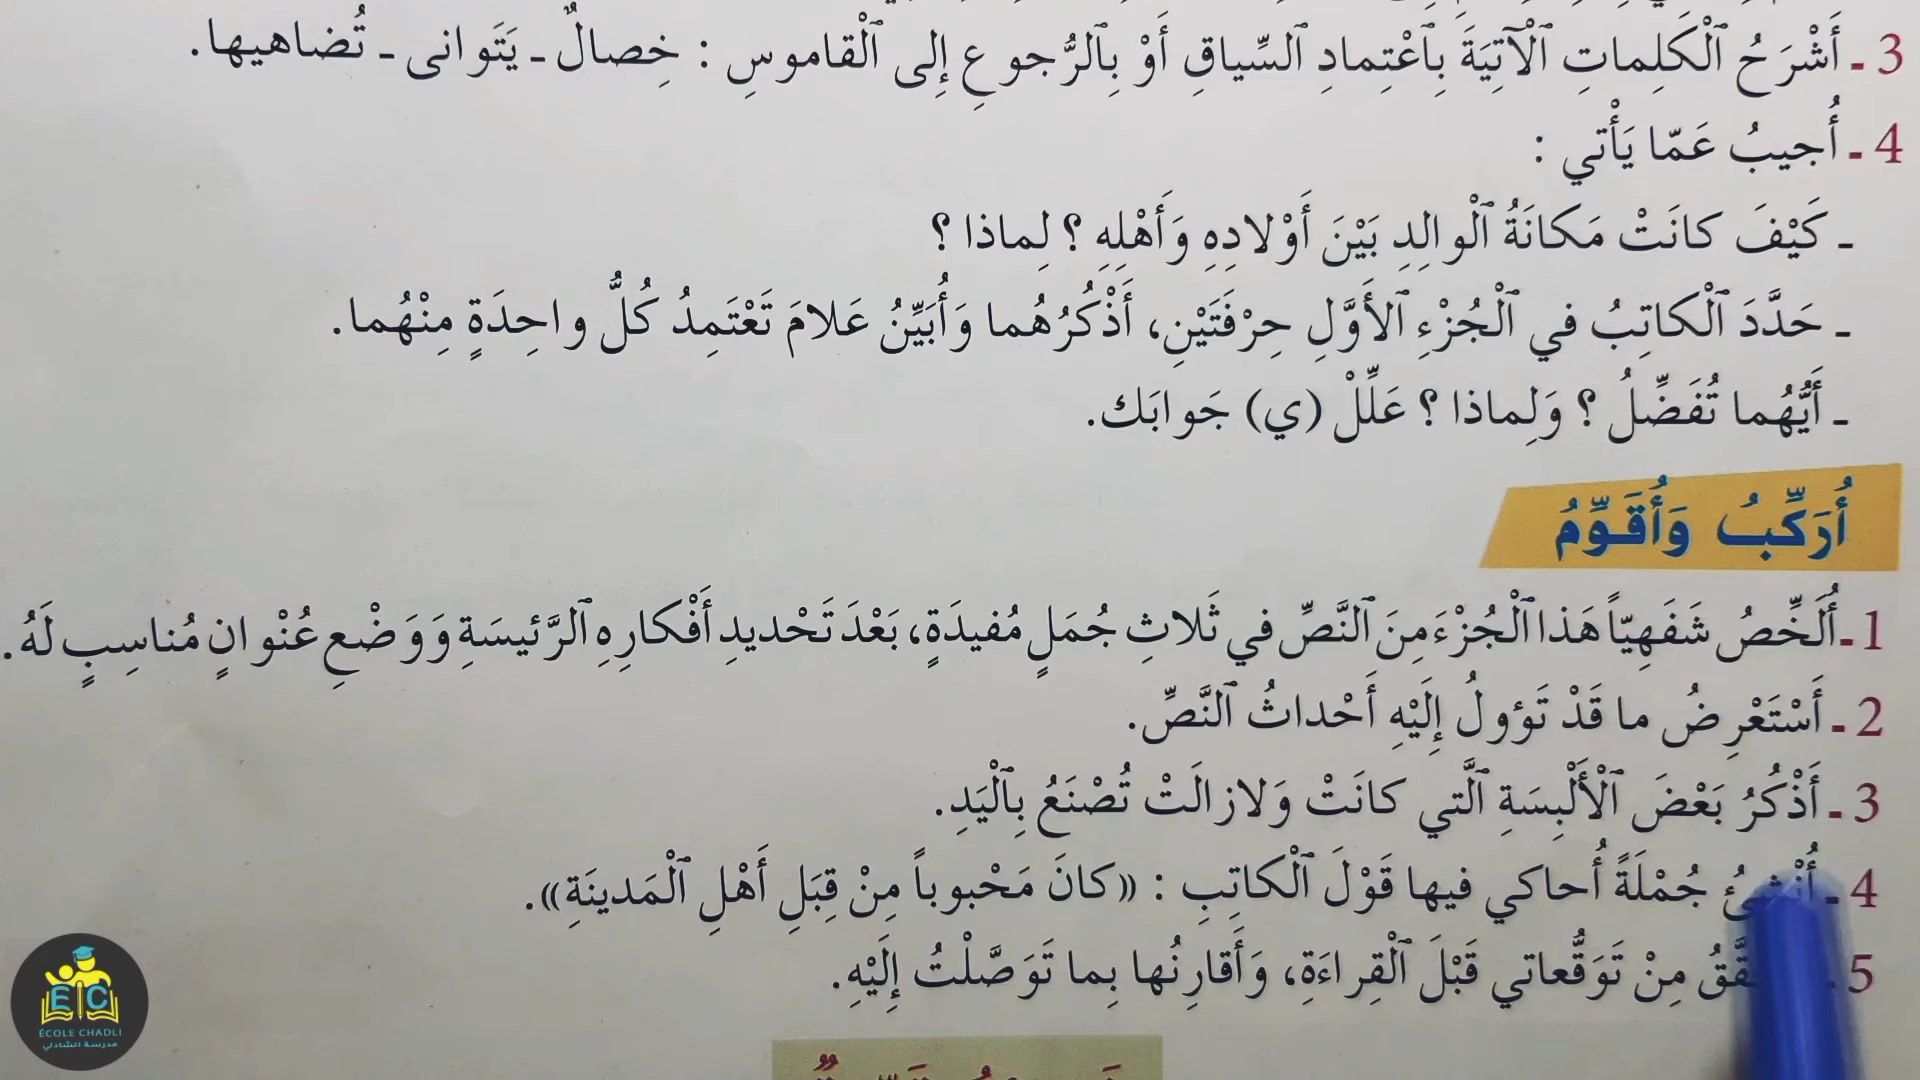 3 ـ أَشْرَحُ ٱلْكَلِماتِ ٱلْآتِيَةَ بِٱعْتِمادِ ٱلسِّياقِ أَوْ بِٱلرُّجوعِ إِلى ٱلْقاموسِ : خِصالٌ ـ يَتَوانى ـ تُضاهيها.
4 ـ أُجيبُ عَمّا يَأْتي :
ـ كَيْفَ كانَتْ مَكانَةُ ٱلْوالِدِ بَيْنَ أَوْلادِهِ وَأَهْلِهِ ؟ لِماذا ؟
ـ حَدَّدَ ٱلْكاتِبُ في ٱلْجُزْءِ ٱلأَوَّلِ حِرْفَتَيْنِ، أَذْكُرُهُما وَأُبَيِّنُ عَلامَ تَعْتَمِدُ كُلُّ واحِدَةٍ مِنْهُما.
ـ أَيُّهُما تُفَضِّلُ ؟ وَلِماذا ؟ عَلِّلْ (ي) جَوابَك.
أُرَكِّبُ وَأُقَوِّمُ
1 ـ أُلَخِّصُ شَفَهِيّاً هَذا ٱلْجُزْءَ مِنَ ٱلنَّصِّ في ثَلاثِ جُمَلٍ مُفيدَةٍ، بَعْدَ تَحْديدِ أَفْكارِهِ ٱلرَّئيسَةِ وَوَضْعِ عُنْوانٍ مُناسِبٍ لَهُ.
2 ـ أَسْتَعْرِضُ ما قَدْ تَؤولُ إِلَيْهِ أَحْداثُ ٱلنَّصِّ.
3 ـ أَذْكُرُ بَعْضَ ٱلْأَلْبِسَةِ ٱلَّتي كانَتْ وَلازالَتْ تُصْنَعُ بِٱلْيَدِ.
4 ـ أُنْشِئُ جُمْلَةً أُحاكي فيها قَوْلَ ٱلْكاتِبِ : «كانَ مَحْبوباً مِنْ قِبَلِ أَهْلِ ٱلْمَدينَةِ».
5 ـ مِنْ تَوَقُّعاتي قَبْلَ ٱلْقِراءَةِ، وَأُقارِنُها بِما تَوَصَّلْتُ إِلَيْهِ.
EC
ÉCOLE CHADLI
مدرسة الشاذلي